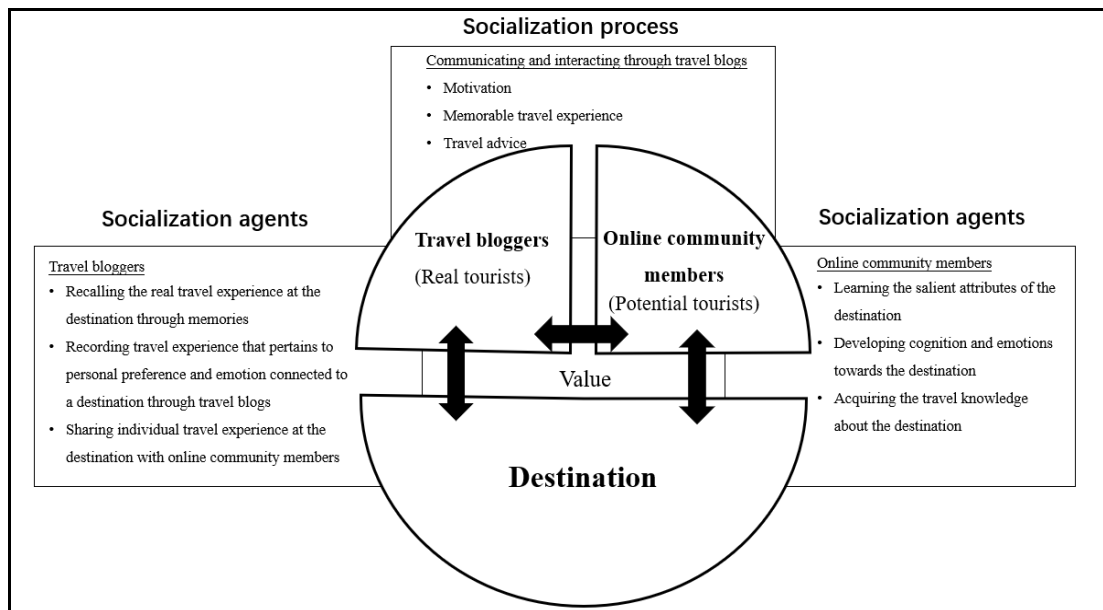 Socialization process
Communicating and interacting through travel blogs
• Motivation
• Memorable travel experience
• Travel advice
Socialization agents
Travel bloggers
• Recalling the real travel experience at the
destination through memories
• Recording travel experience that pertains to
personal preference and emotion connected to
a destination through travel blogs
• Sharing individual travel experience at the
destination with online community members
Travel bloggers
(Real tourists)
Online community
members
(Potential tourists)
Value
Destination
Socialization agents
Online community members
• Learning the salient attributes of the
destination
• Developing cognition and emotions
towards the destination
• Acquiring the travel knowledge
about the destination